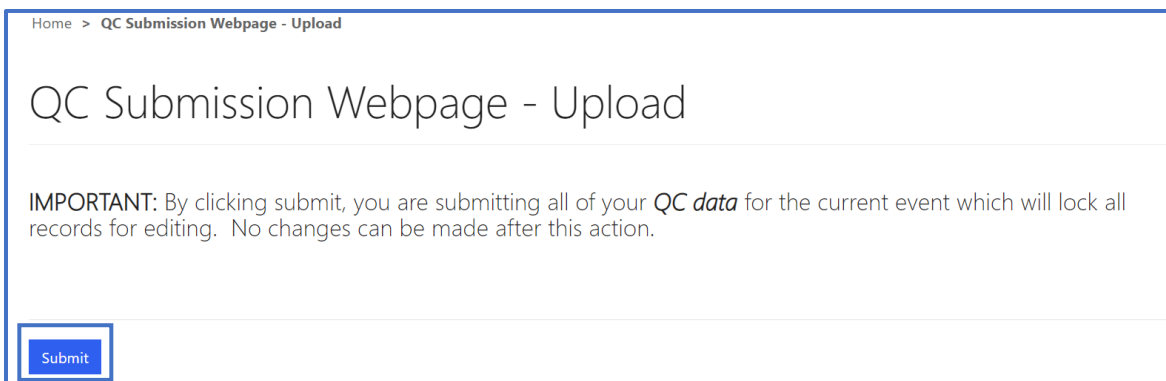 Home > QC Submission Webpage - Upload
QC Submission Webpage - Upload
IMPORTANT: By clicking submit, you are submitting all of your QC data for the current event which will lock all
records for editing.  No changes can be made after this action.
Submit